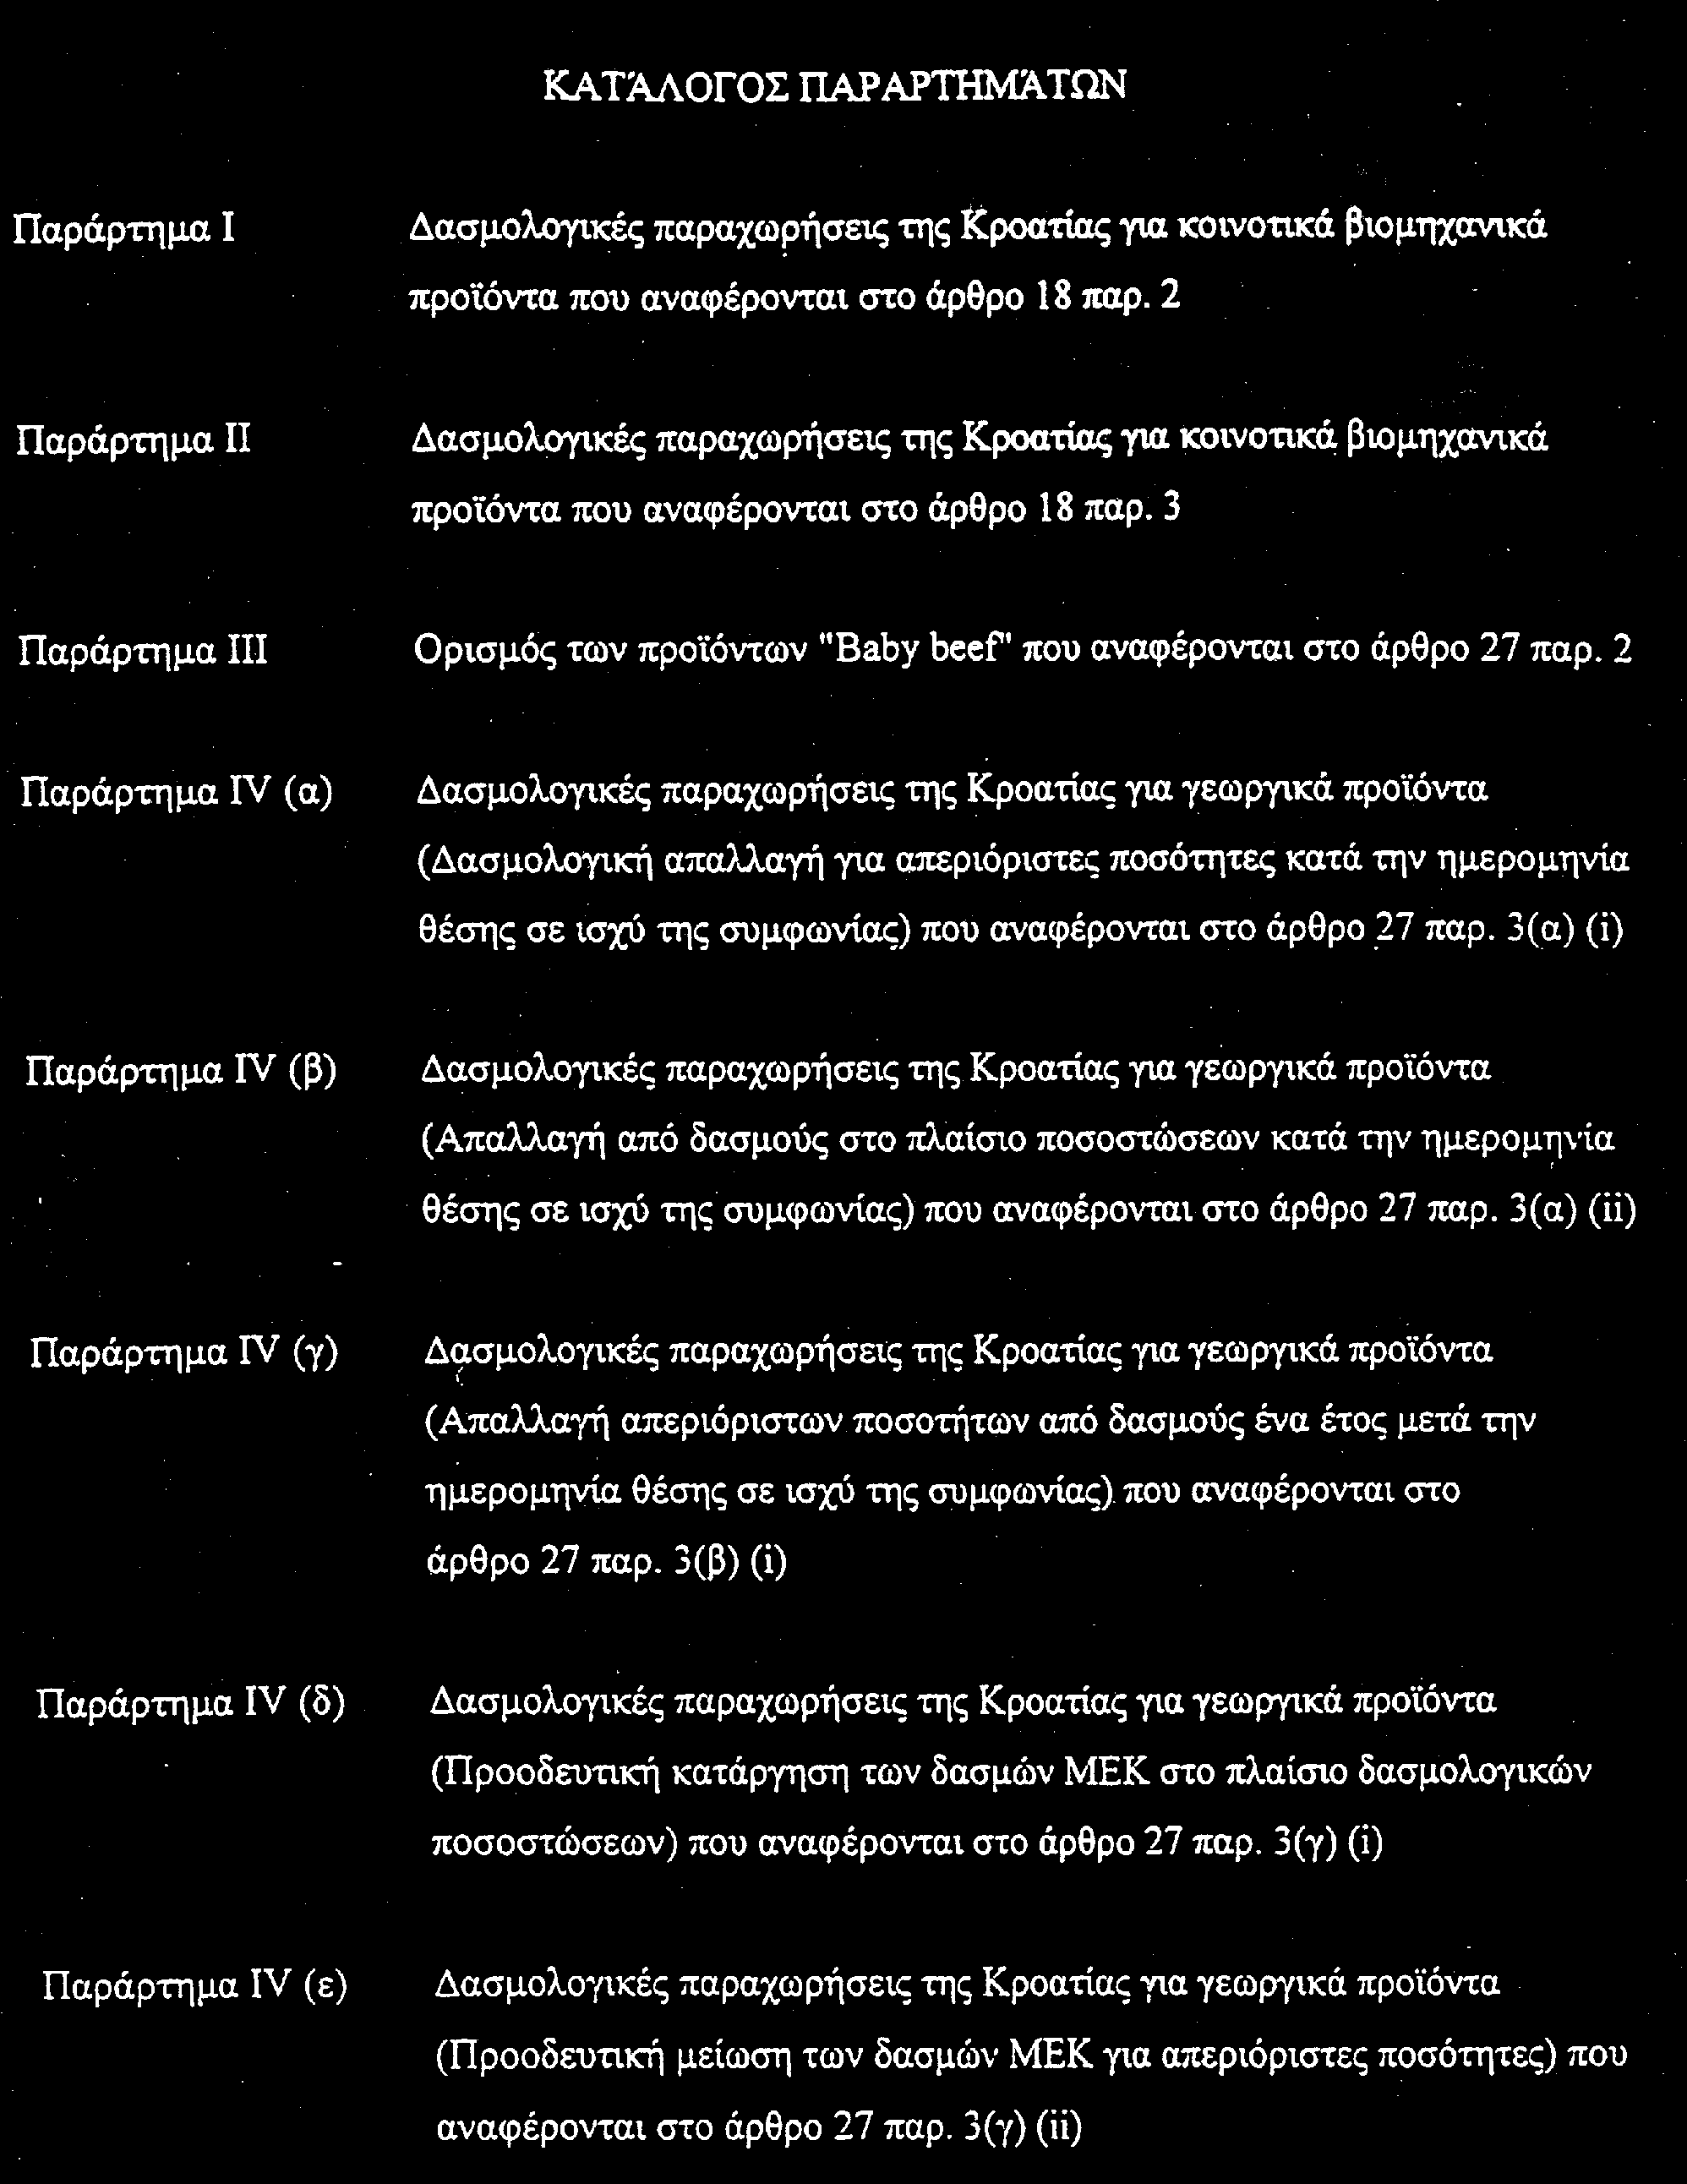 ΚΑΤΆΛΟΓΟΣ ΠΑΡΑΡΤΗΜΆΤΩΝ
Παράρτημα I Δασμολογικές παραχωρήσεις της Κροατίας για κοινοτικά βιομηχανικά
προϊόντα που αναφέρονται στο άρθρο 18 παρ. 2
Παράρτημα II Δασμολογικές παραχωρήσεις της Κροατίας για κοινοτικά βιομηχανικά
προϊόντα που αναφέρονται στο άρθρο 18 παρ. 3
Παράρτημα III Ορισμός των προϊόντων "Baby beef" που αναφέρονται στο άρθρο 27 παρ. 2
Παράρτημα IV (α) Δασμολογικές παραχωρήσεις της Κροατίας για γεωργικά προϊόντα
(Δασμολογική απαλλαγή για απεριόριστες ποσότητες κατά την ημερομηνία
θέσης σε ισχύ της συμφωνίας) που αναφέρονται στο άρθρο 27 παρ. 3(α) (i)
Παράρτημα IV (β) Δασμολογικές παραχωρήσεις της Κροατίας για γεωργικά προϊόντα
(Απαλλαγή από δασμούς στο πλαίσιο ποσοστώσεων κατά την ημερομηνία
θέσης σε ισχύ της συμφωνίας) που αναφέρονται στο άρθρο 27 παρ. 3(α) (ii)
Παράρτημα IV (γ) Δασμολογικές παραχωρήσεις της Κροατίας για γεωργικά προϊόντα
(Απαλλαγή απεριόριστων ποσοτήτων από δασμούς ένα έτος μετά την
ημερομηνία θέσης σε ισχύ της συμφωνίας) που αναφέρονται στο
άρθρο 27 παρ. 3(β) (i)
Παράρτημα IV (δ) Δασμολογικές παραχωρήσεις της Κροατίας για γεωργικά προϊόντα
(Προοδευτική κατάργηση των δασμών ΜΕΚ στο πλαίσιο δασμολογικών
ποσοστώσεων) που αναφέρονται στο άρθρο 27 παρ. 3(γ) (i)
Παράρτημα IV (ε) Δασμολογικές παραχωρήσεις της Κροατίας για γεωργικά προϊόντα
(Προοδευτική μείωση των δασμών ΜΕΚ για απεριόριστες ποσότητες) που
αναφέρονται στο άρθρο 27 παρ. 3(γ) (ii)